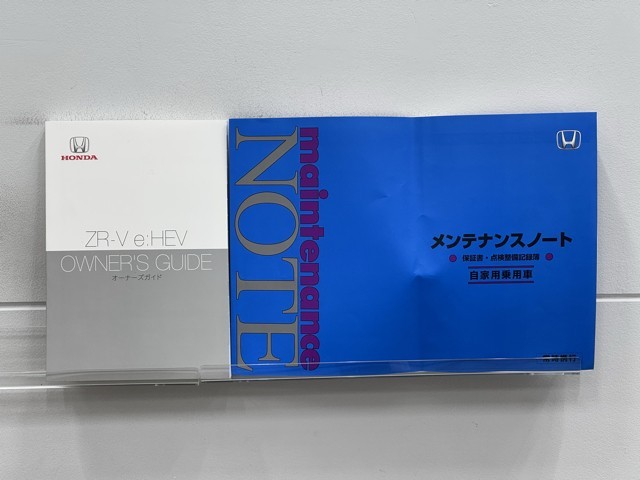 HONDA
ZR-V e:HEV
OWNER'S GUIDE
オーナーズガイド
maintenance
NOTE
メンテナンスノート
● 保証書・点検整備記録簿 ●
自家用乗用車